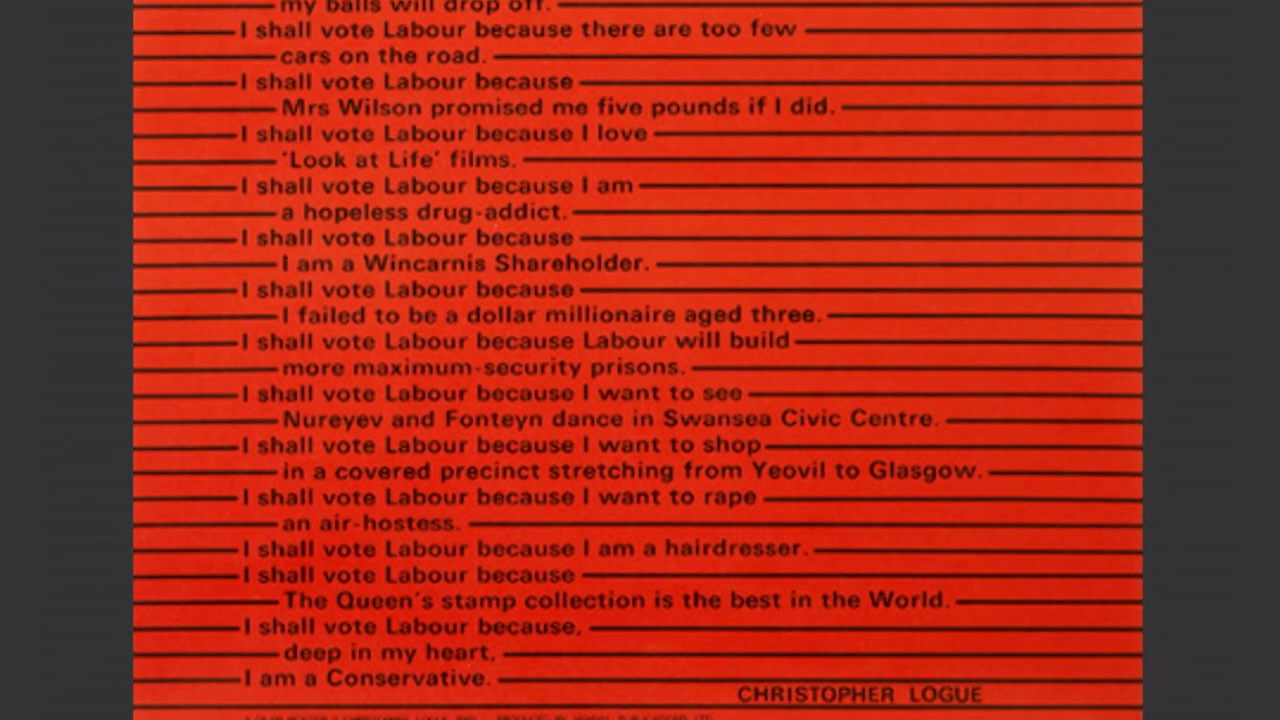 my balls will drop off.
I shall vote Labour because there are too few
cars on the road.
I shall vote Labour because
Mrs Wilson promised me five pounds if I did.
I shall vote Labour because I love
'Look at Life' films.
I shall vote Labour because I am
a hopeless drug-addict.
I shall vote Labour because
I am a Wincarnis Shareholder.
I shall vote Labour because
I failed to be a dollar millionaire aged three.
I shall vote Labour because Labour will build
more maximum-security prisons.
I shall vote Labour because I want to see
Nureyev and Fonteyn dance in Swansea Civic Centre.
I shall vote Labour because I want to shop
in a covered precinct stretching from Yeovil to Glasgow.
I shall vote Labour because I want to rape
an air-hostess.
I shall vote Labour because I am a hairdresser.
I shall vote Labour because
The Queen's stamp collection is the best in the World.
I shall vote Labour because,
deep in my heart,
I am a Conservative.
CHRISTOPHER LOGUE